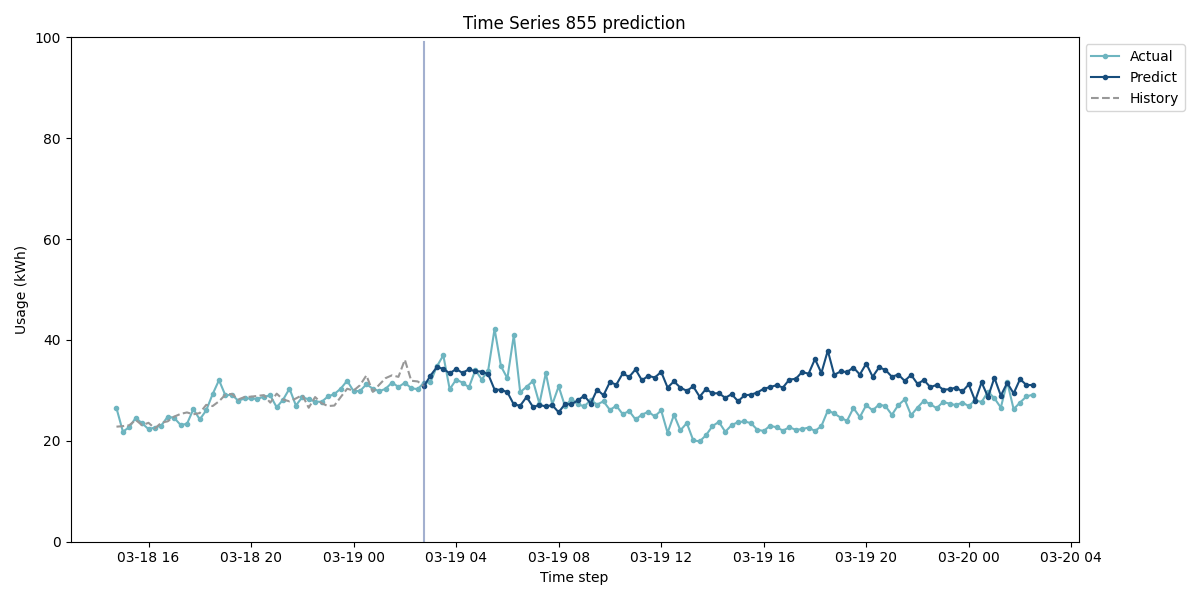 Time Series 855 prediction
Usage (kWh)
100
80
60
40
20
0
03-18 16
03-18 20
03-19 00
03-19 04
03-19 08
03-19 12
03-19 16
03-19 20
03-20 00
03-20 04
Time step
Actual
Predict
History